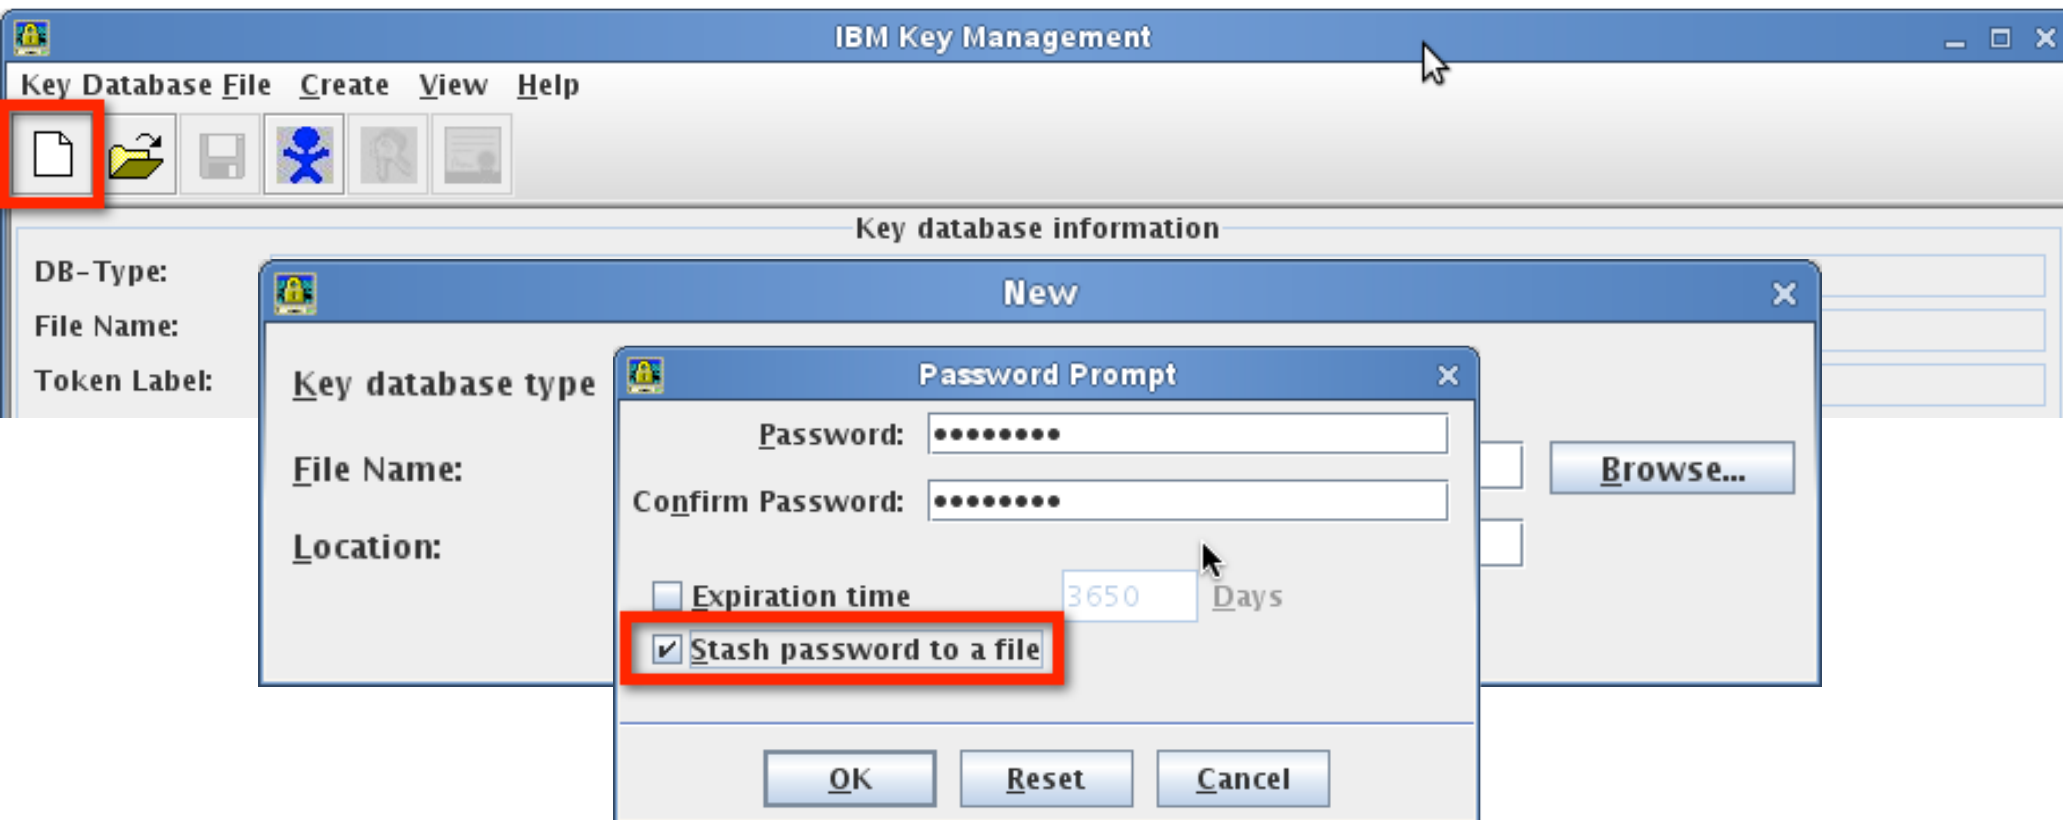 IBM Key Management
Key Database File Create View Help
Key database information
DB-Type:
File Name:
Token Label:
New
Key database type
File Name:
Browse...
Location:
Password Prompt
Password: ••••••••
Confirm Password: ••••••••
Expiration time 3650 Days
Stash password to a file
OK Reset Cancel